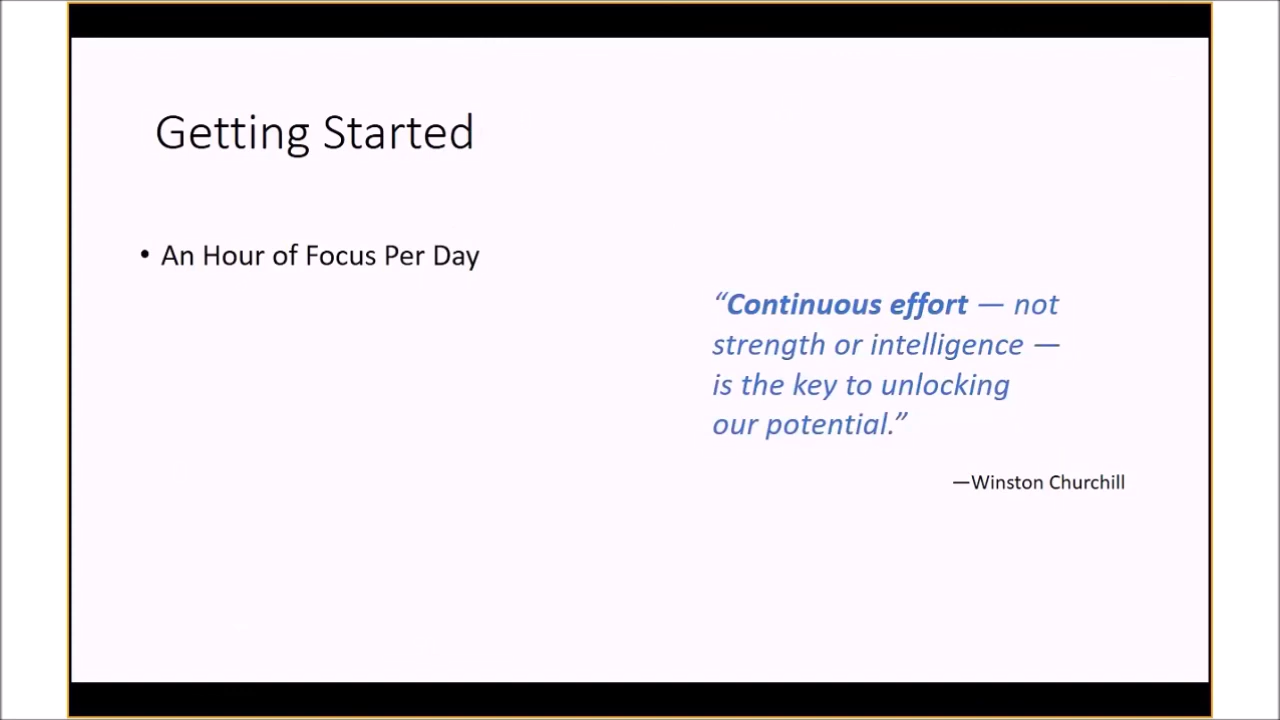 Getting Started
• An Hour of Focus Per Day
“Continuous effort — not
strength or intelligence —
is the key to unlocking
our potential.”
—Winston Churchill